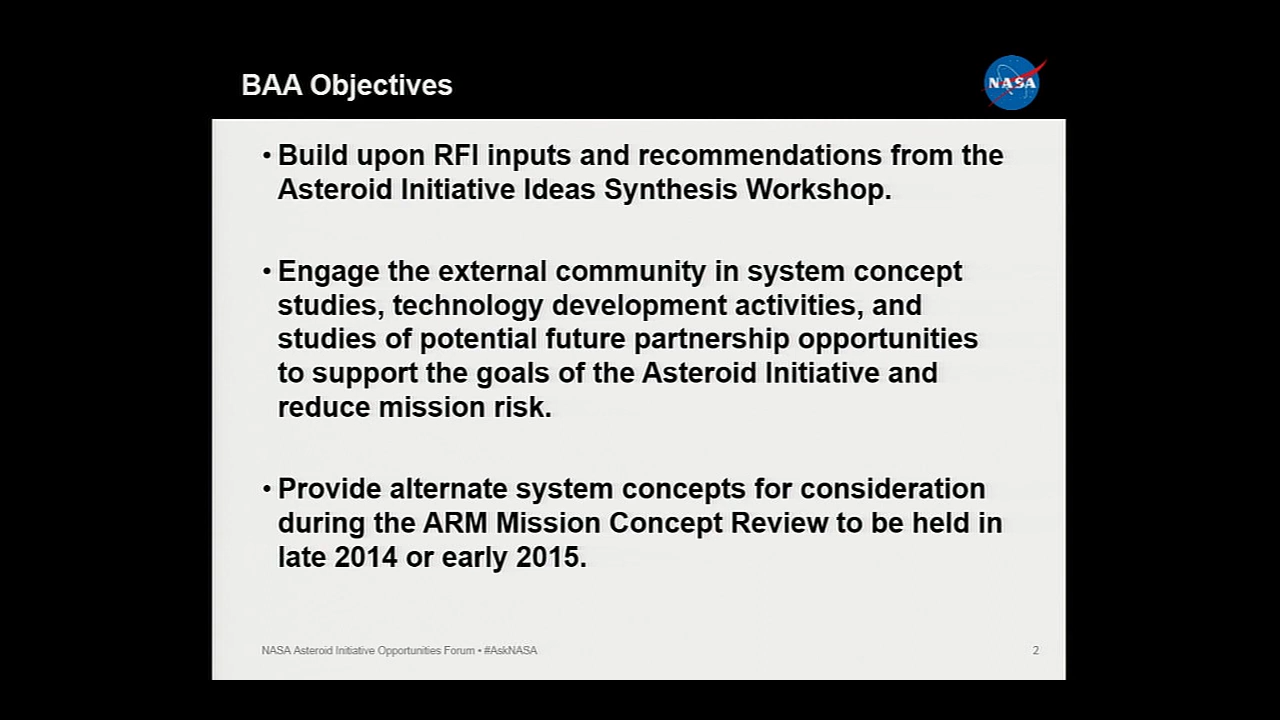 BAA Objectives
NASA
• Build upon RFI inputs and recommendations from the
Asteroid Initiative Ideas Synthesis Workshop.
• Engage the external community in system concept
studies, technology development activities, and
studies of potential future partnership opportunities
to support the goals of the Asteroid Initiative and
reduce mission risk.
• Provide alternate system concepts for consideration
during the ARM Mission Concept Review to be held in
late 2014 or early 2015.
NASA Asteroid Initiative Opportunities Forum • #AskNASA
2